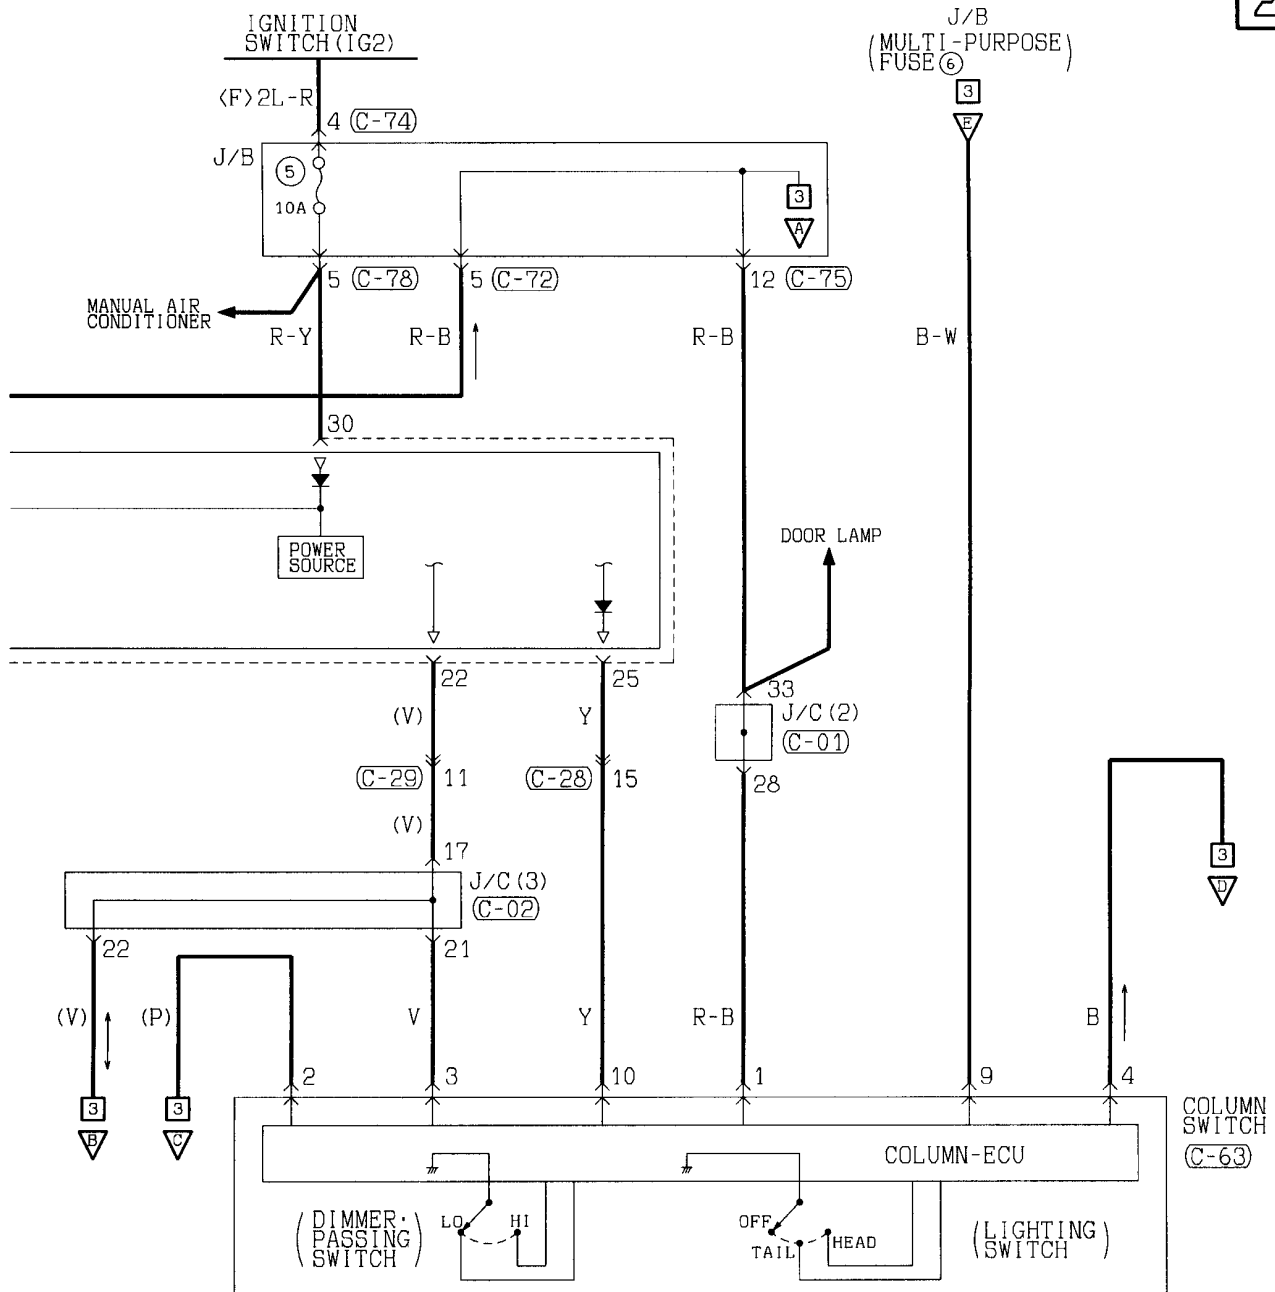 2
IGNITION
SWITCH(IG2)
J/B
(MULTI-PURPOSE)
FUSE⑥
<F>2L-R
3
E
4 (C-74)
J/B
5
10A
3
A
5 (C-78)
5 (C-72)
12 (C-75)
MANUAL AIR
CONDITIONER
R-Y
R-B
R-B
B-W
30
POWER
SOURCE
DOOR LAMP
22
25
33
(V)
Y
J/C(2)
(C-01)
(C-29) 11
(C-28) 15
28
(V)
17
3
D
J/C(3)
(C-02)
22
21
(V)
(P)
V
Y
R-B
B
2
3
10
1
9
4
3
B
3
C
COLUMN
SWITCH
(C-63)
COLUMN-ECU
(DIMMER·
PASSING
SWITCH)
LO
HI
OFF
TAIL
HEAD
(LIGHTING
SWITCH)